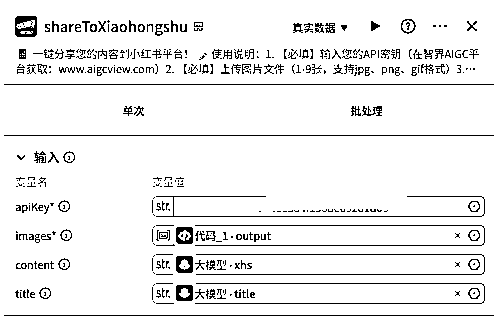 shareToXiaohongshu 真实数据
一键分享您的内容到小红书平台! 使用说明: 1. 【必填】输入您的API密钥 (在智界AIGC平
台获取: www.aigcview.com) 2. 【必填】上传图片文件 (1-9张, 支持jpg、png、gif格式) 3.…
单次 批处理
输入
变量名 变量值
apiKey* str.
images* 代码_1 · output
content str. 大模型 · xhs
title str. 大模型 · title